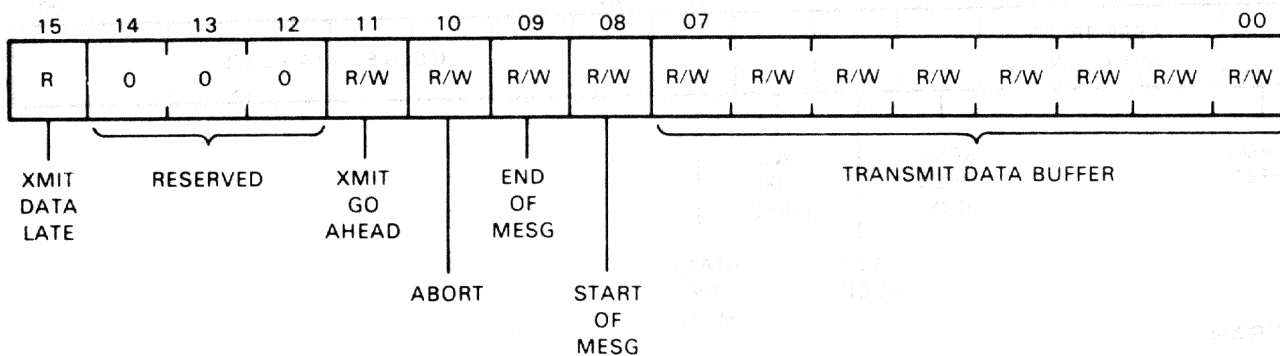 15 14 13 12 11 10 09 08 07 00
R 0 0 0 R/W R/W R/W R/W R/W R/W R/W R/W R/W R/W R/W R/W
XMIT DATA LATE
RESERVED
XMIT GO AHEAD
ABORT
END OF MESG
START OF MESG
TRANSMIT DATA BUFFER